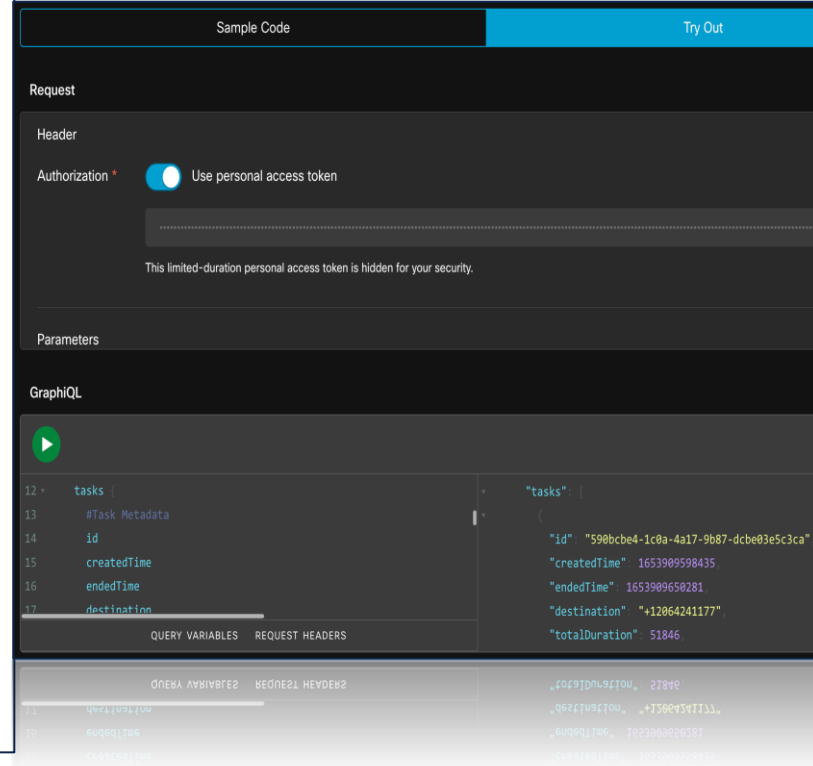 Sample Code
Try Out
Request
Header
Authorization *
Use personal access token
This limited-duration personal access token is hidden for your security.
Parameters
GraphiQL
12 tasks {
13 #Task Metadata
14 id
15 createdTime
16 endedTime
17 destination
QUERY VARIABLES REQUEST HEADERS
"tasks": [
{
"id": "590bcbe4-1c0a-4a17-9b87-dcbe03e5c3ca"
"createdTime": 1653909598435,
"endedTime": 1653909650281,
"destination": "+12064241177",
"totalDuration": 51846,